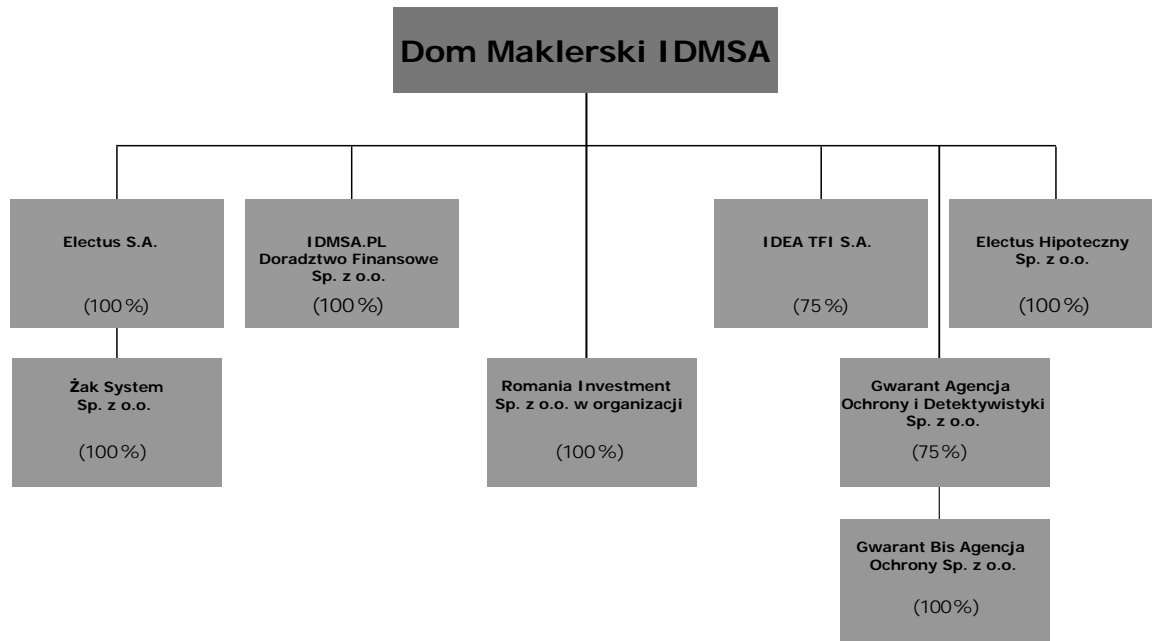 Dom Maklerski IDMSA
Electus S.A.
(100%)
IDMSA.PL
Doradztwo Finansowe
Sp. z o.o.
(100%)
IDEA TFI S.A.
(75%)
Electus Hipoteczny
Sp. z o.o.
(100%)
Żak System
Sp. z o.o.
(100%)
Romania Investment
Sp. z o.o. w organizacji
(100%)
Gwarant Agencja
Ochrony i Detektywistyki
Sp. z o.o.
(75%)
Gwarant Bis Agencja
Ochrony Sp. z o.o.
(100%)